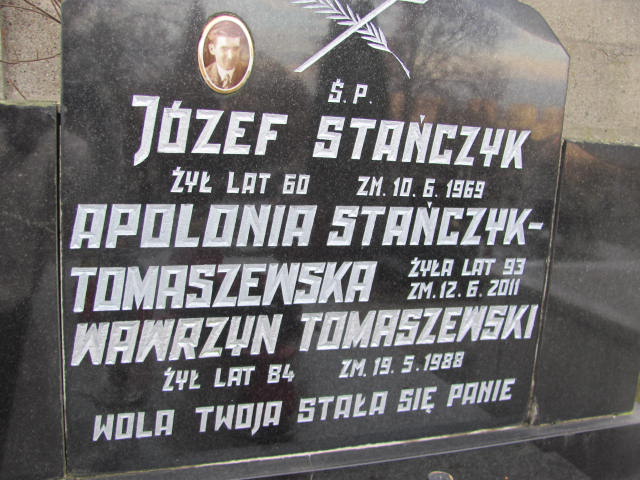 Ś.P.
JÓZEF STAŃCZYK
ŻYŁ LAT 60 ZM. 10. 6. 1969
APOLONIA STAŃCZYK-
TOMASZEWSKA ŻYŁA LAT 93
ZM. 12. 6. 2011
WAWRZYN TOMASZEWSKI
ŻYŁ LAT 84 ZM. 19. 5. 1988
WOLA TWOJA STAŁA SIĘ PANIE